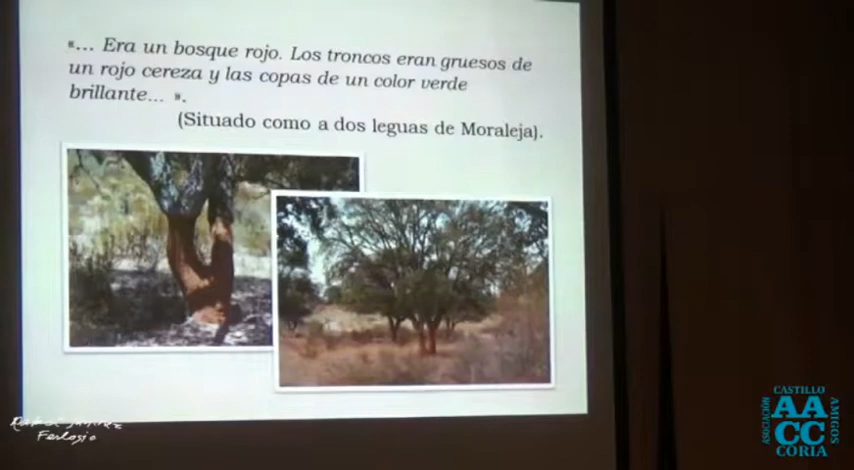 «... Era un bosque rojo. Los troncos eran gruesos de
un rojo cereza y las copas de un color verde
brillante... ».
(Situado como a dos leguas de Moraleja).
Ferlosio
CASTILLO
ASOCIACIÓN
AA
CC
AMIGOS
CORIA